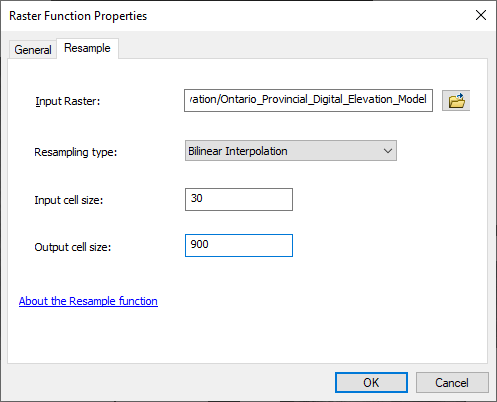 Raster Function Properties
General Resample
Input Raster: vation/Ontario_Provincial_Digital_Elevation_Model
Resampling type: Bilinear Interpolation
Input cell size: 30
Output cell size: 900
About the Resample function
OK Cancel